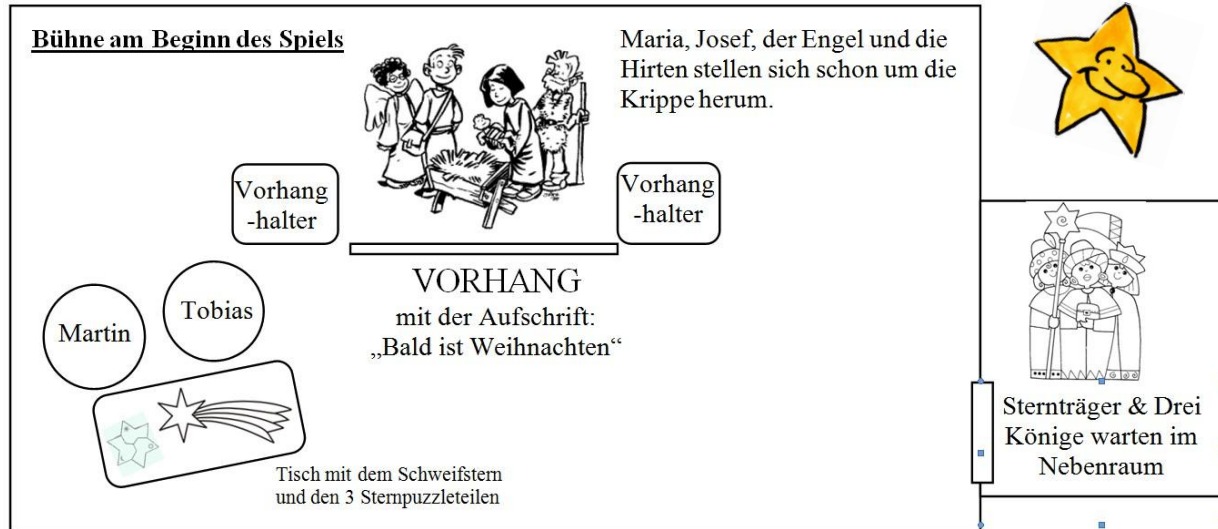 Bühne am Beginn des Spiels
Maria, Josef, der Engel und die
Hirten stellen sich schon um die
Krippe herum.
Vorhang
-halter
Vorhang
-halter
VORHANG
mit der Aufschrift:
„Bald ist Weihnachten“
Martin
Tobias
Tisch mit dem Schweifstern
und den 3 Sternpuzzleteilen
Sternträger & Drei
Könige warten im
Nebenraum